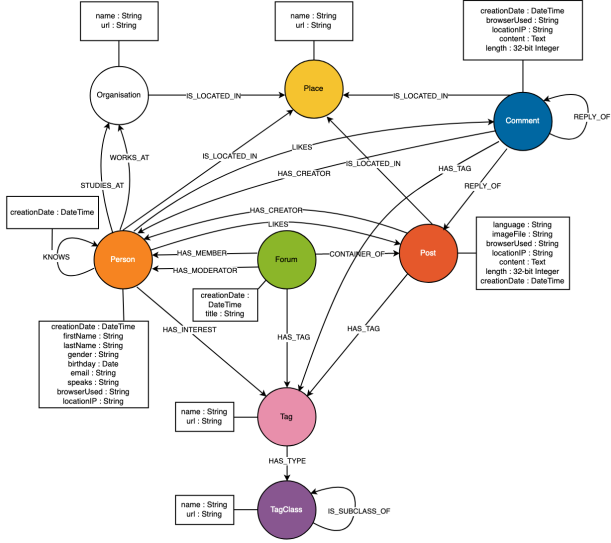 name : String
url : String
name : String
url : String
creationDate : DateTime
browserUsed : String
locationIP : String
content : Text
length : 32-bit Integer
Organisation
IS_LOCATED_IN
Place
IS_LOCATED_IN
Comment
REPLY_OF
LIKES
WORKS_AT
IS_LOCATED_IN
IS_LOCATED_IN
HAS_TAG
HAS_CREATOR
STUDIES_AT
REPLY_OF
creationDate : DateTime
HAS_CREATOR
LIKES
KNOWS
Person
HAS_MEMBER
HAS_MODERATOR
Forum
CONTAINER_OF
Post
language : String
imageFile : String
browserUsed : String
locationIP : String
content : Text
length : 32-bit Integer
creationDate : DateTime
creationDate :
DateTime
title : String
creationDate : DateTime
firstName : String
lastName : String
gender : String
birthday : Date
email : String
speaks : String
browserUsed : String
locationIP : String
HAS_INTEREST
HAS_TAG
HAS_TAG
name : String
url : String
Tag
HAS_TYPE
name : String
url : String
TagClass
IS_SUBCLASS_OF